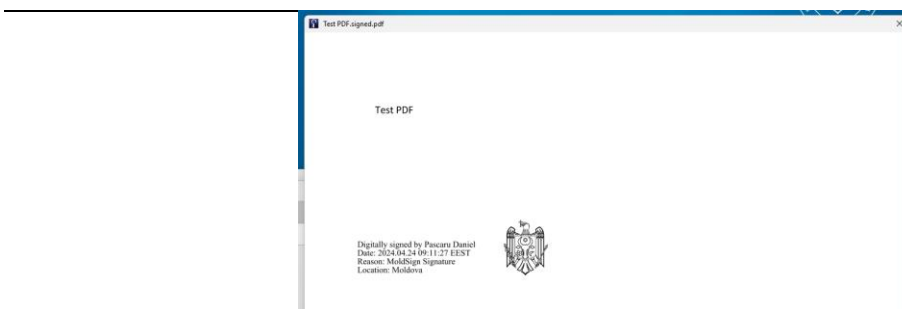 Test PDF.signed.pdf
Test PDF
Digitally signed by Pascaru Daniel
Date: 2024.04.24 09:11:27 EEST
Reason: MoldSign Signature
Location: Moldova